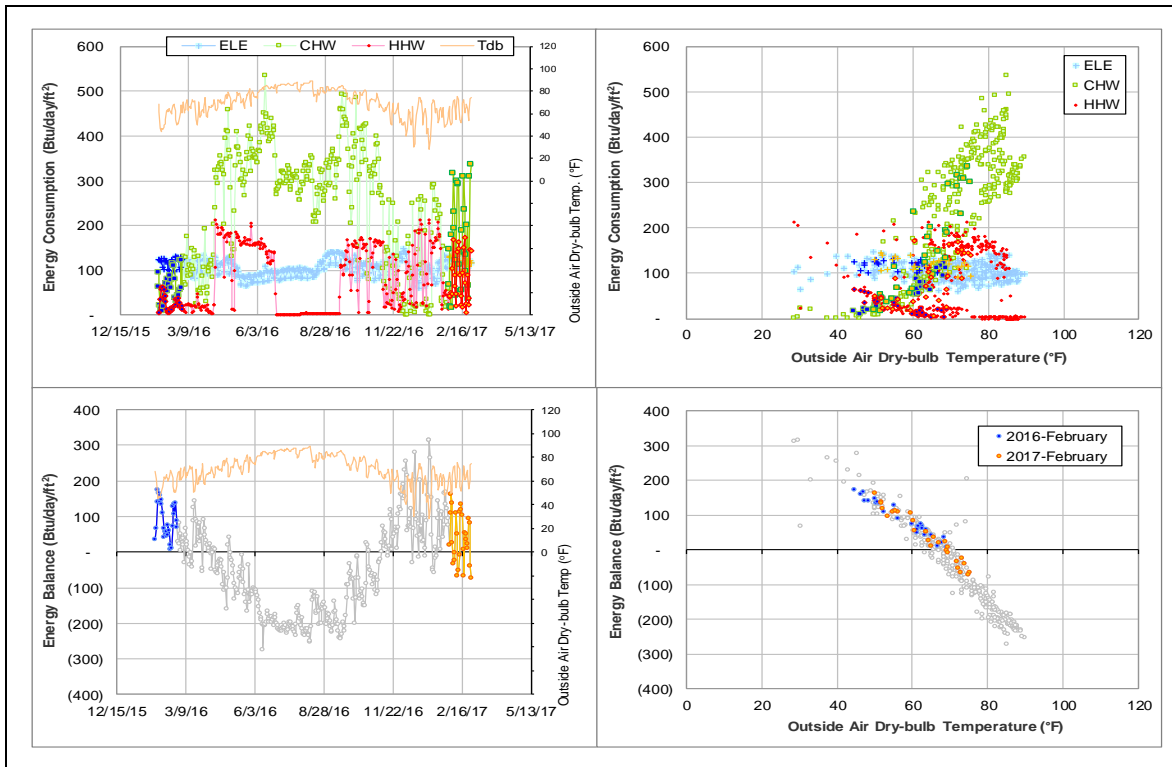 ELE CHW HHW Tdb
Energy Consumption (Btu/day/ft²)
600
500
400
300
200
100
-
120
100
80
60
40
20
0
Outside Air Dry-bulb Temp. (°F)
12/15/15 3/9/16 6/3/16 8/28/16 11/22/16 2/16/17 5/13/17
Energy Consumption (Btu/day/ft²)
600
500
400
300
200
100
-
ELE
CHW
HHW
0 20 40 60 80 100 120
Outside Air Dry-bulb Temperature (°F)
Energy Balance (Btu/day/ft²)
400
300
200
100
-
(100)
(200)
(300)
(400)
120
100
80
60
40
20
0
Outside Air Dry-bulb Temp (°F)
12/15/15 3/9/16 6/3/16 8/28/16 11/22/16 2/16/17 5/13/17
Energy Balance (Btu/day/ft²)
400
300
200
100
-
(100)
(200)
(300)
(400)
2016-February
2017-February
0 20 40 60 80 100 120
Outside Air Dry-bulb Temperature (°F)